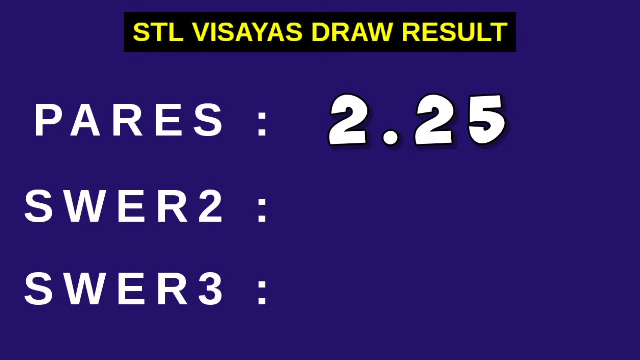 STL VISAYAS DRAW RESULT
PARES : 2.25
SWER2 :
SWER3 :